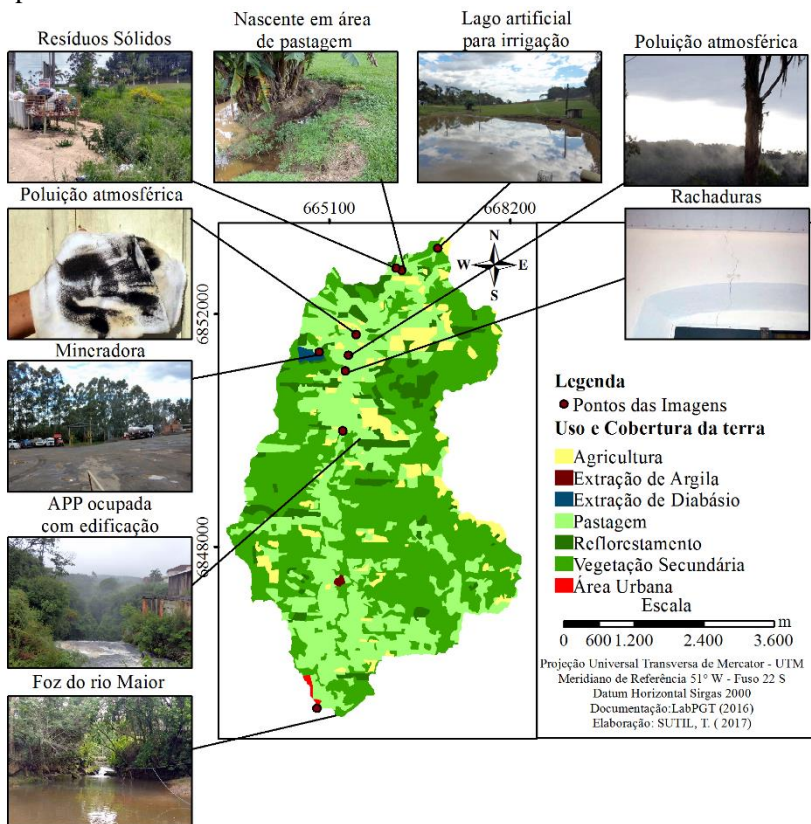 Resíduos Sólidos
Nascente em área
de pastagem
Lago artificial
para irrigação
Poluição atmosférica
Poluição atmosférica
665100
668200
Rachaduras
N
W E
S
6852000
Mineradora
Legenda
Pontos das Imagens
Uso e Cobertura da terra
Agricultura
Extração de Argila
Extração de Diabásio
Pastagem
Reflorestamento
Vegetação Secundária
Área Urbana
APP ocupada
com edificação
6848000
Escala
m
0 600 1.200 2.400 3.600
Projeção Universal Transversa de Mercator - UTM
Meridiano de Referência 51° W - Fuso 22 S
Datum Horizontal Sirgas 2000
Documentação:LabPGT (2016)
Elaboração: SUTIL, T. ( 2017)
Foz do rio Maior